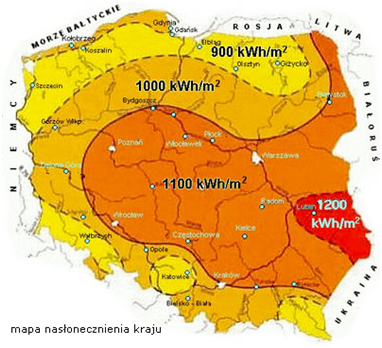 MORZE BAŁTYCKIE
ROSJA
LITWA
Gdynia
Gdańsk
Kołobrzeg
Koszalin
Elbląg
900 kWh/m²
Olsztyn
Giżycko
Szczecin
1000 kWh/m²
Bydgoszcz
Białystok
NIEMCY
BIAŁORUŚ
Gorzów Wlkp.
Włocławek
Płock
Poznań
Warszawa
Zielona Góra
1100 kWh/m²
1200
kWh/m²
Lublin
Radom
Wrocław
Częstochowa
Kielce
Wałbrzych
Opole
Katowice
Kraków
Bielsko - Biała
UKRAINA
mapa nasłonecznienia kraju